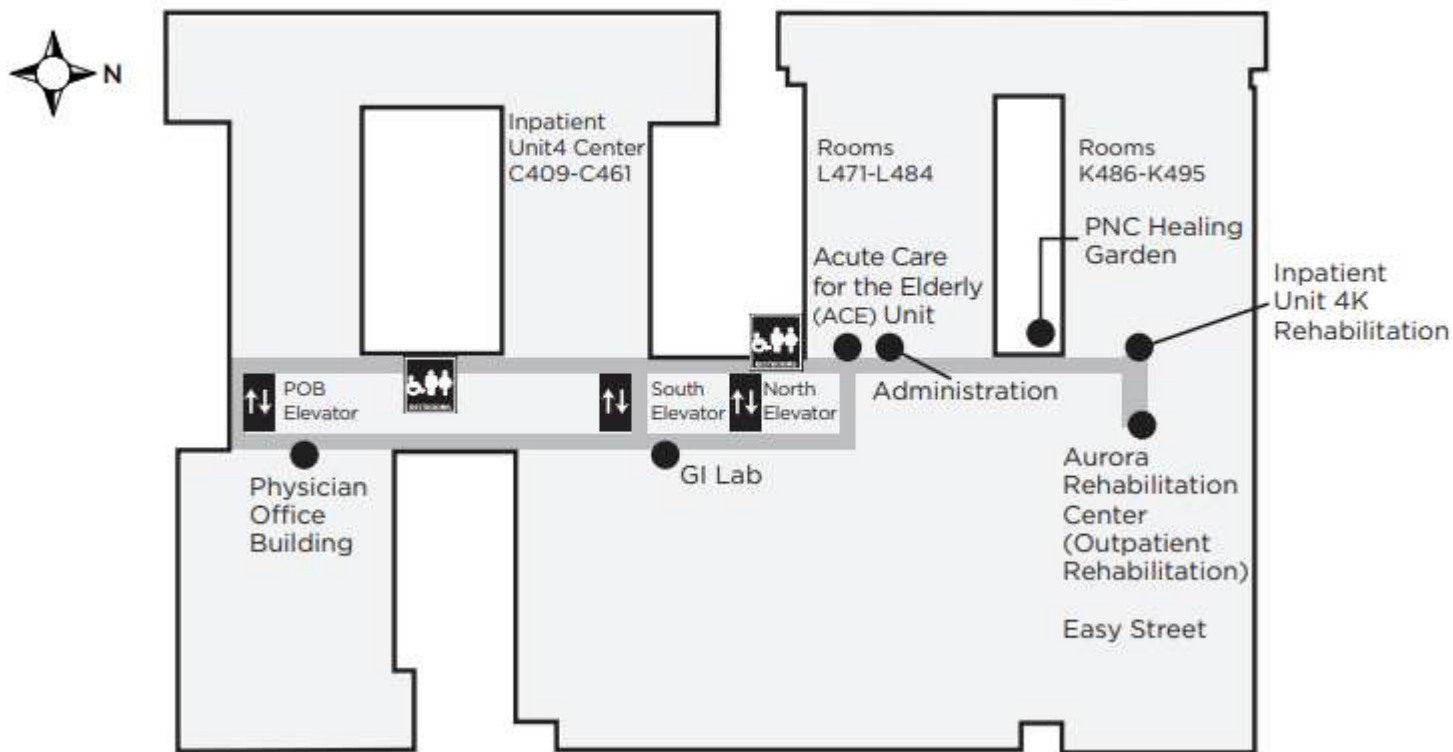 N
Inpatient
Unit4 Center
C409-C461
Rooms
L471-L484
Rooms
K486-K495
PNC Healing
Garden
Acute Care
for the Elderly
(ACE) Unit
Inpatient
Unit 4K
Rehabilitation
Administration
POB
Elevator
South
Elevator
North
Elevator
GI Lab
Physician
Office
Building
Aurora
Rehabilitation
Center
(Outpatient
Rehabilitation)
Easy Street